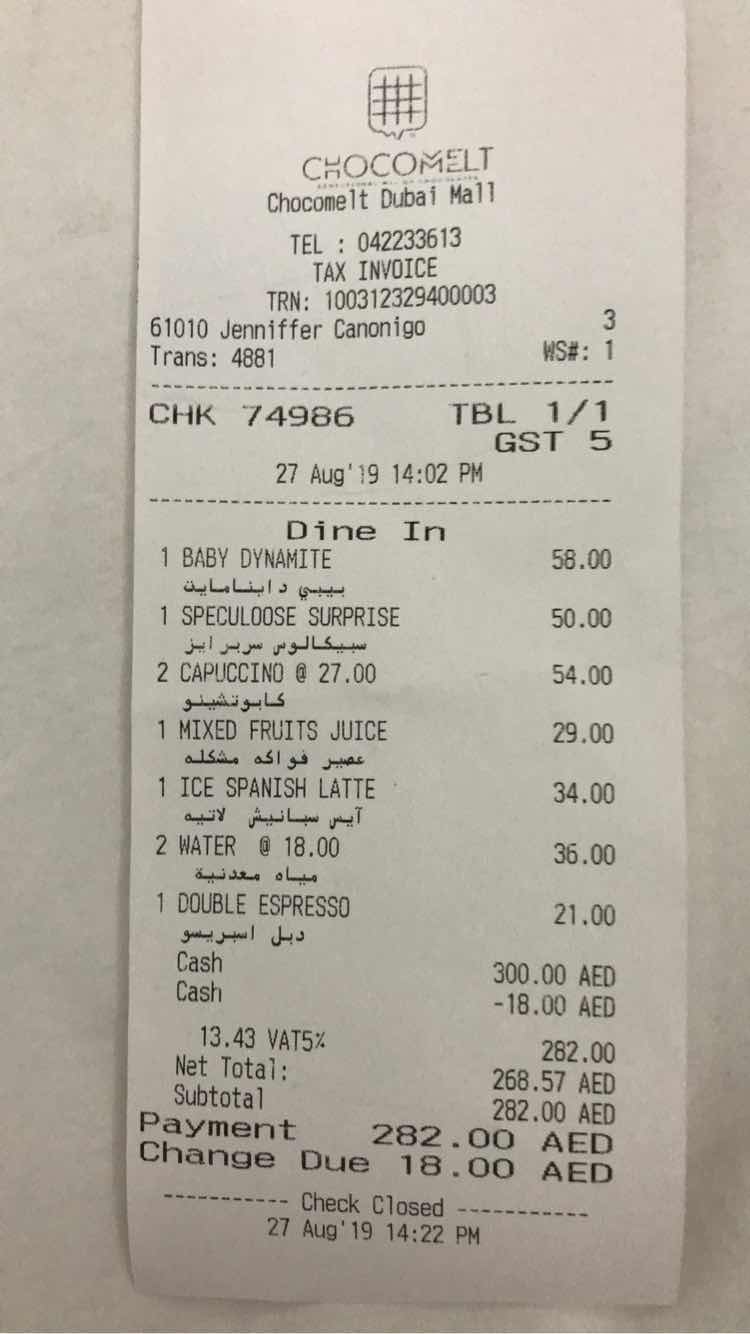 CHOCOMELT
Chocomelt Dubai Mall
TEL : 042233613
TAX INVOICE
TRN: 100312329400003
61010 Jenniffer Canonigo 3
Trans: 4881 WS#: 1
CHK 74986 TBL 1/1
GST 5
27 Aug'19 14:02 PM
Dine In
1 BABY DYNAMITE 58.00
بيبي داينامايت
1 SPECULOOSE SURPRISE 50.00
سبيكالوس سربرايز
2 CAPUCCINO @ 27.00 54.00
كابوتشينو
1 MIXED FRUITS JUICE 29.00
عصير فواكه مشكله
1 ICE SPANISH LATTE 34.00
آيس سبانيش لاتيه
2 WATER @ 18.00 36.00
مياه معدنية
1 DOUBLE ESPRESSO 21.00
دبل اسبريسو
Cash 300.00 AED
Cash -18.00 AED
13.43 VAT5% 282.00
Net Total: 268.57 AED
Subtotal 282.00 AED
Payment 282.00 AED
Change Due 18.00 AED
----------- Check Closed -----------
27 Aug'19 14:22 PM